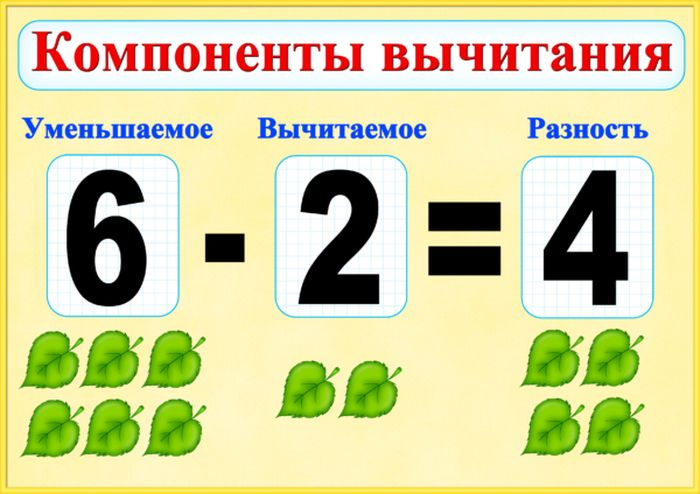 Компоненты вычитания
Уменьшаемое Вычитаемое Разность
6 - 2 = 4